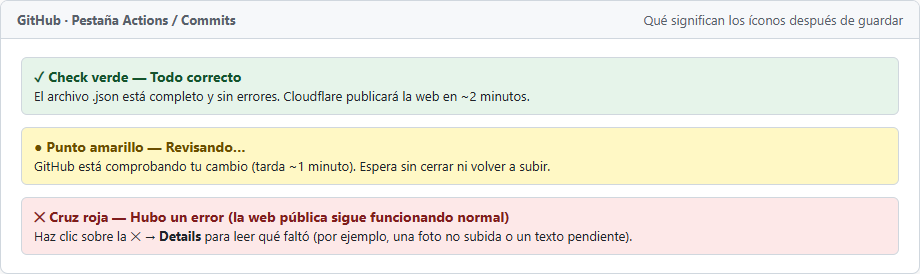 GitHub · Pestaña Actions / Commits
Qué significan los íconos después de guardar
✓ Check verde — Todo correcto
El archivo .json está completo y sin errores. Cloudflare publicará la web en ~2 minutos.
● Punto amarillo — Revisando…
GitHub está comprobando tu cambio (tarda ~1 minuto). Espera sin cerrar ni volver a subir.
✕ Cruz roja — Hubo un error (la web pública sigue funcionando normal)
Haz clic sobre la ✕ → Details para leer qué faltó (por ejemplo, una foto no subida o un texto pendiente).